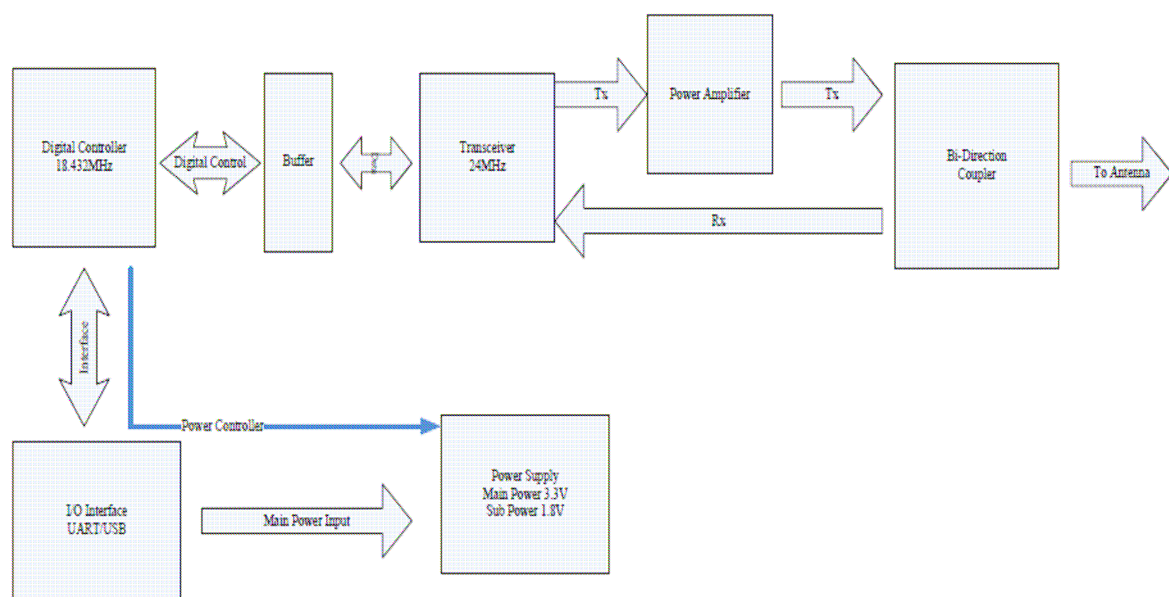 Tx
Power Amplifier
Tx
Digital Controller
18.432MHz
Digital Control
Buffer
Transceiver
24MHz
Bi-Direction
Coupler
To Antenna
Rx
Interface
Power Controller
I/O Interface
UART/USB
Main Power Input
Power Supply
Main Power 3.3V
Sub Power 1.8V